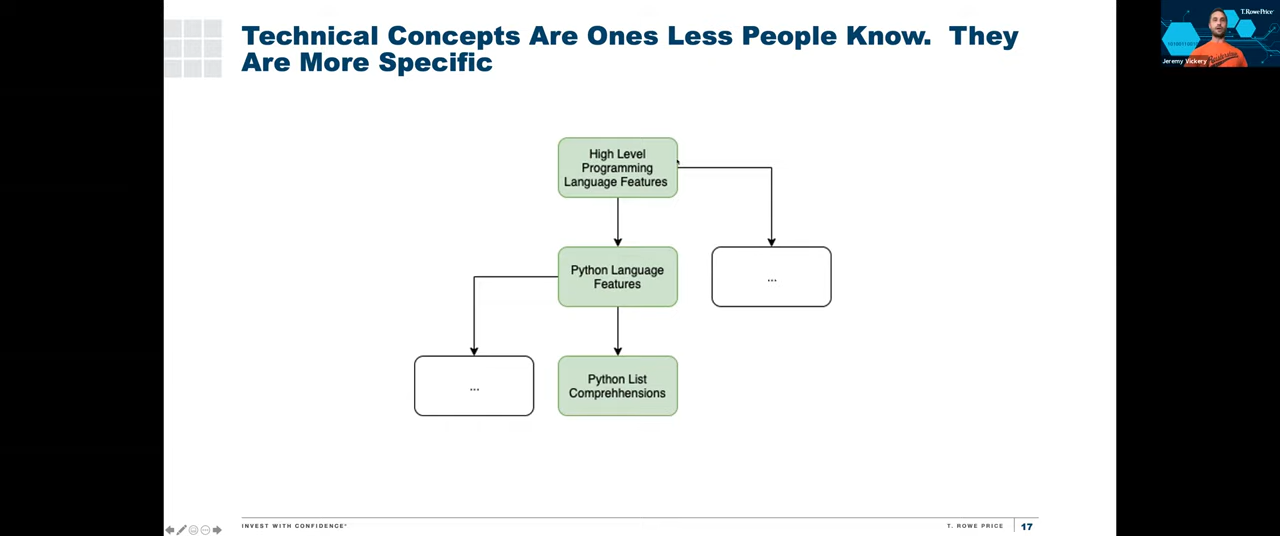 Technical Concepts Are Ones Less People Know. They
Are More Specific
T.RowePrice
Jeremy Vickery
High Level
Programming
Language Features
Python Language
Features
...
...
Python List
Comprehhensions
INVEST WITH CONFIDENCE®
T. ROWE PRICE
17